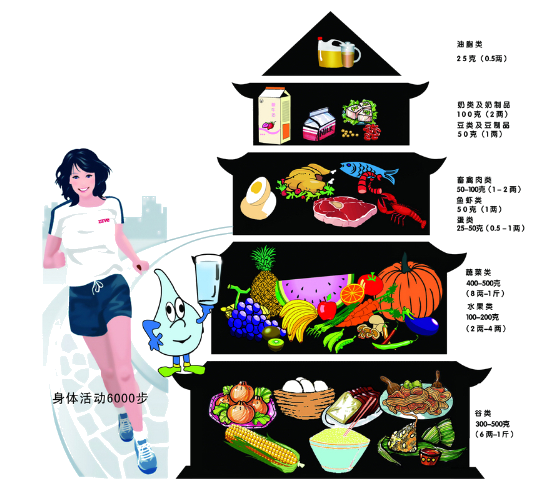 油脂类
25克（0.5两）
奶类及奶制品
100克（2两）
豆类及豆制品
50克（1两）
畜禽肉类
50-100克（1-2两）
鱼虾类
50克（1两）
蛋类
25-50克（0.5-1两）
蔬菜类
400-500克
（8两-1斤）
水果类
100-200克
（2两-4两）
身体活动6000步
谷类
300-500克
（6两-1斤）